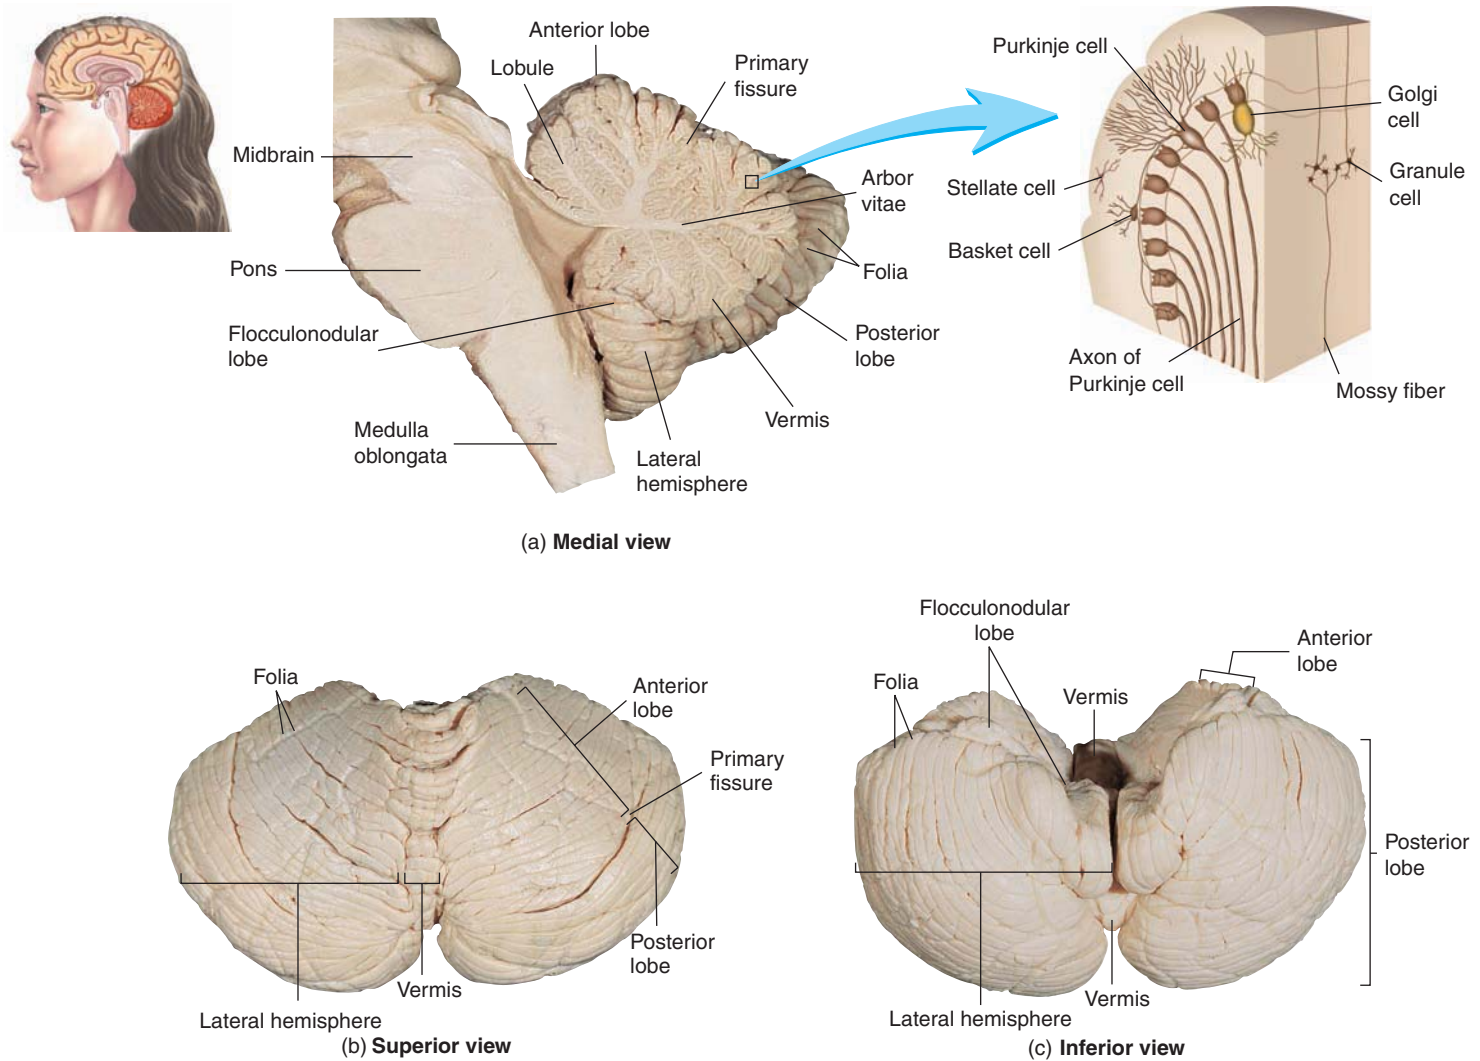 Anterior lobe
Lobule
Primary
fissure
Midbrain
Arbor
vitae
Pons
Folia
Flocculonodular
lobe
Posterior
lobe
Vermis
Medulla
oblongata
Lateral
hemisphere
Purkinje cell
Golgi
cell
Stellate cell
Granule
cell
Basket cell
Axon of
Purkinje cell
Mossy fiber
(a) Medial view
Folia
Anterior
lobe
Primary
fissure
Posterior
lobe
Vermis
Lateral hemisphere
(b) Superior view
Flocculonodular
lobe
Anterior
lobe
Folia
Vermis
Posterior
lobe
Vermis
Lateral hemisphere
(c) Inferior view